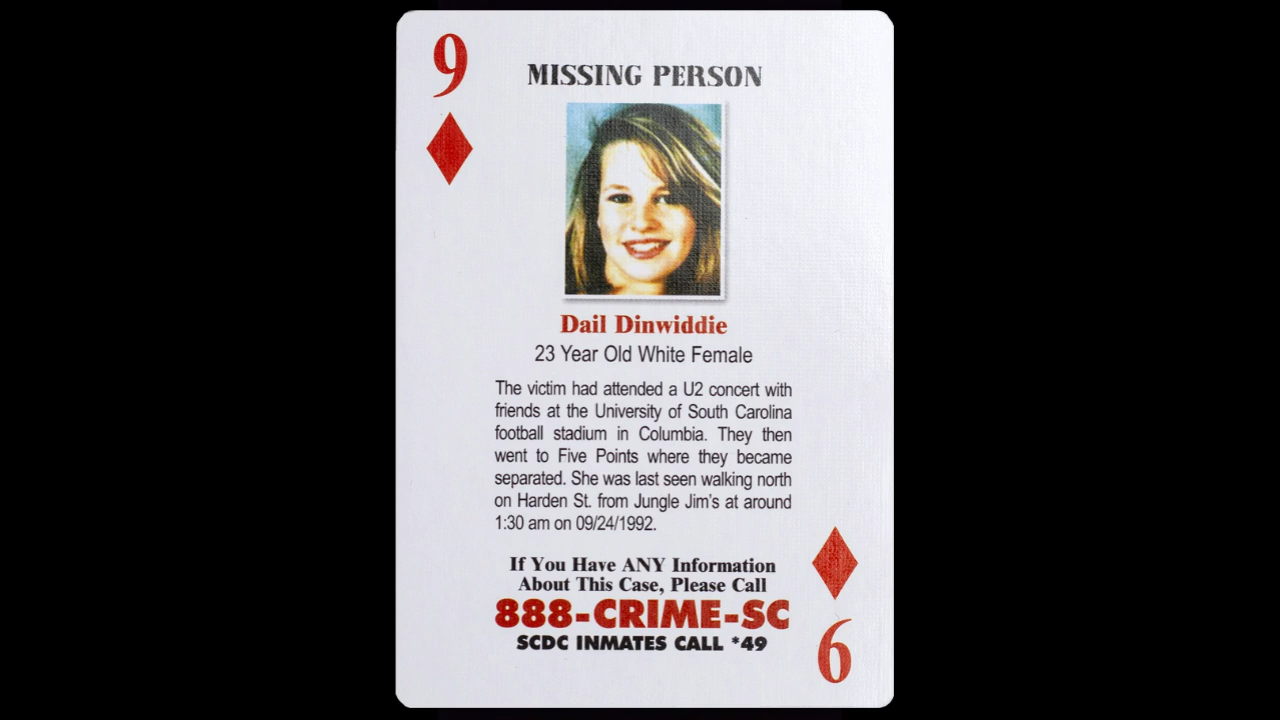 9
MISSING PERSON
Dail Dinwiddie
23 Year Old White Female
The victim had attended a U2 concert with
friends at the University of South Carolina
football stadium in Columbia. They then
went to Five Points where they became
separated. She was last seen walking north
on Harden St. from Jungle Jim's at around
1:30 am on 09/24/1992.
If You Have ANY Information
About This Case, Please Call
888-CRIME-SC
SCDC INMATES CALL *49
9